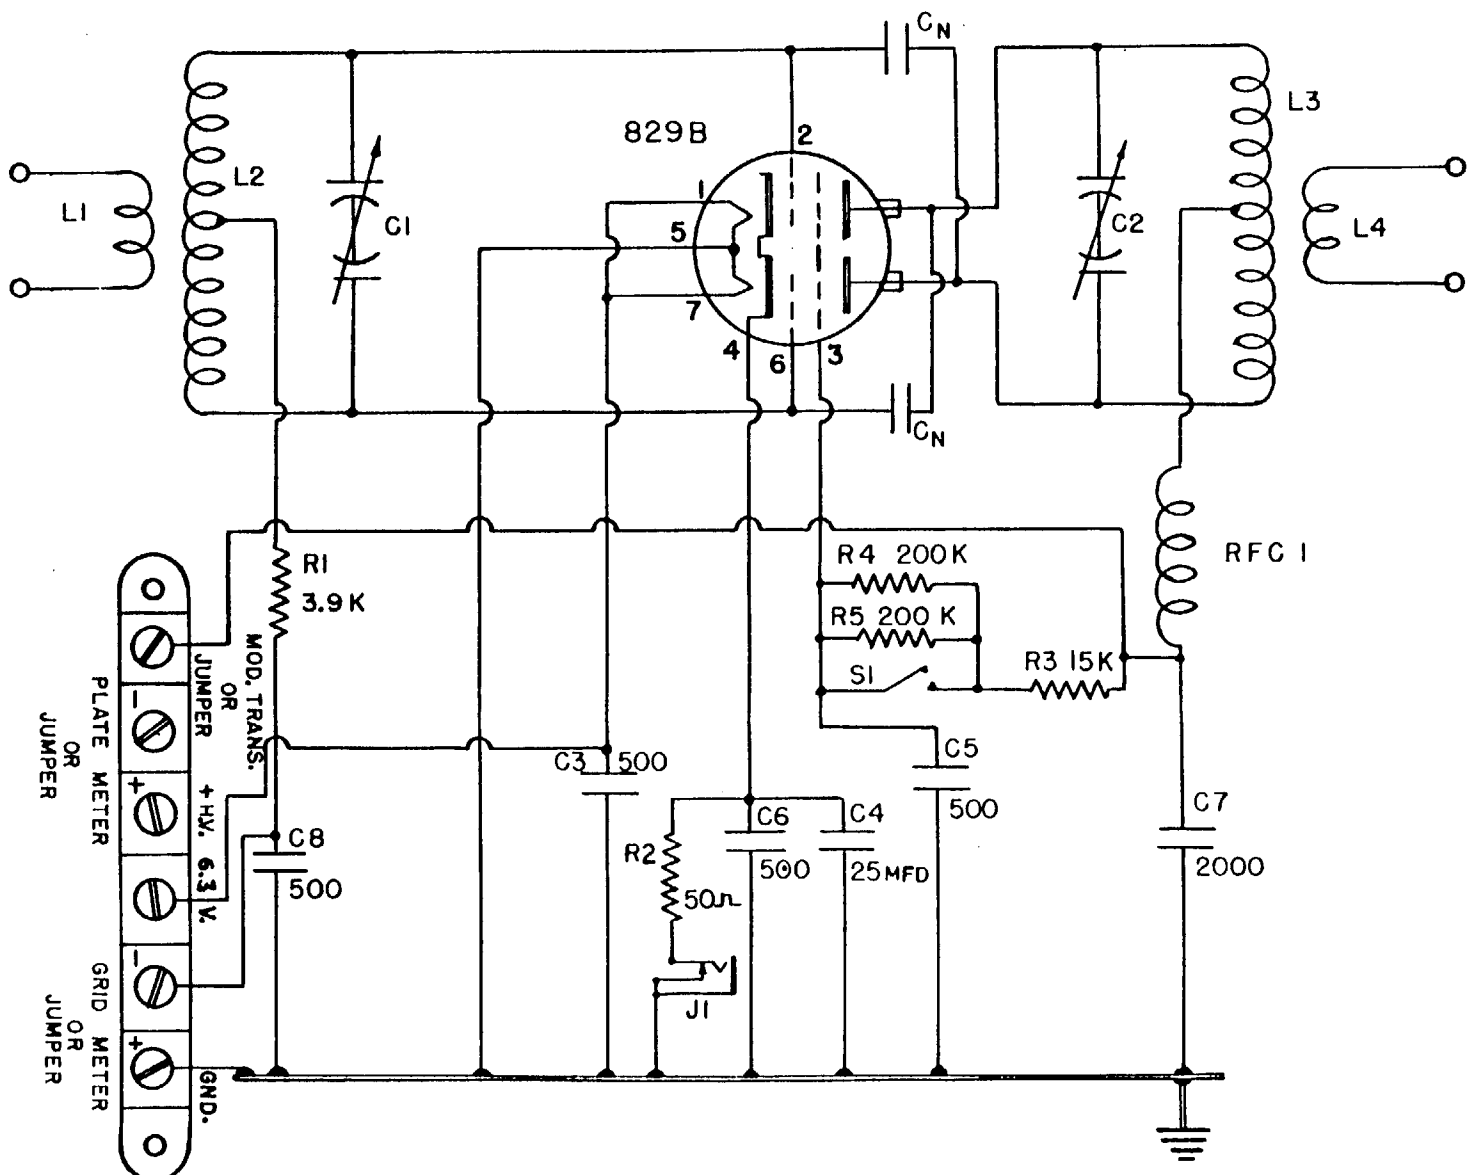 CN
829B
2
L3
L2
L1
1
C1
5
C2
L4
7
4
6
3
CN
R1
3.9 K
R4 200K
R5 200 K
S1
R3 15K
RFC 1
MOD. TRANS.
OR
JUMPER
-
PLATE METER
+
OR
JUMPER
+ H.V.
6.3 V.
C3 500
C5
500
C8
500
R2
50Ω
C6
500
C4
25 MFD
C7
2000
-
GRID METER
+
OR
JUMPER
GND.
J1